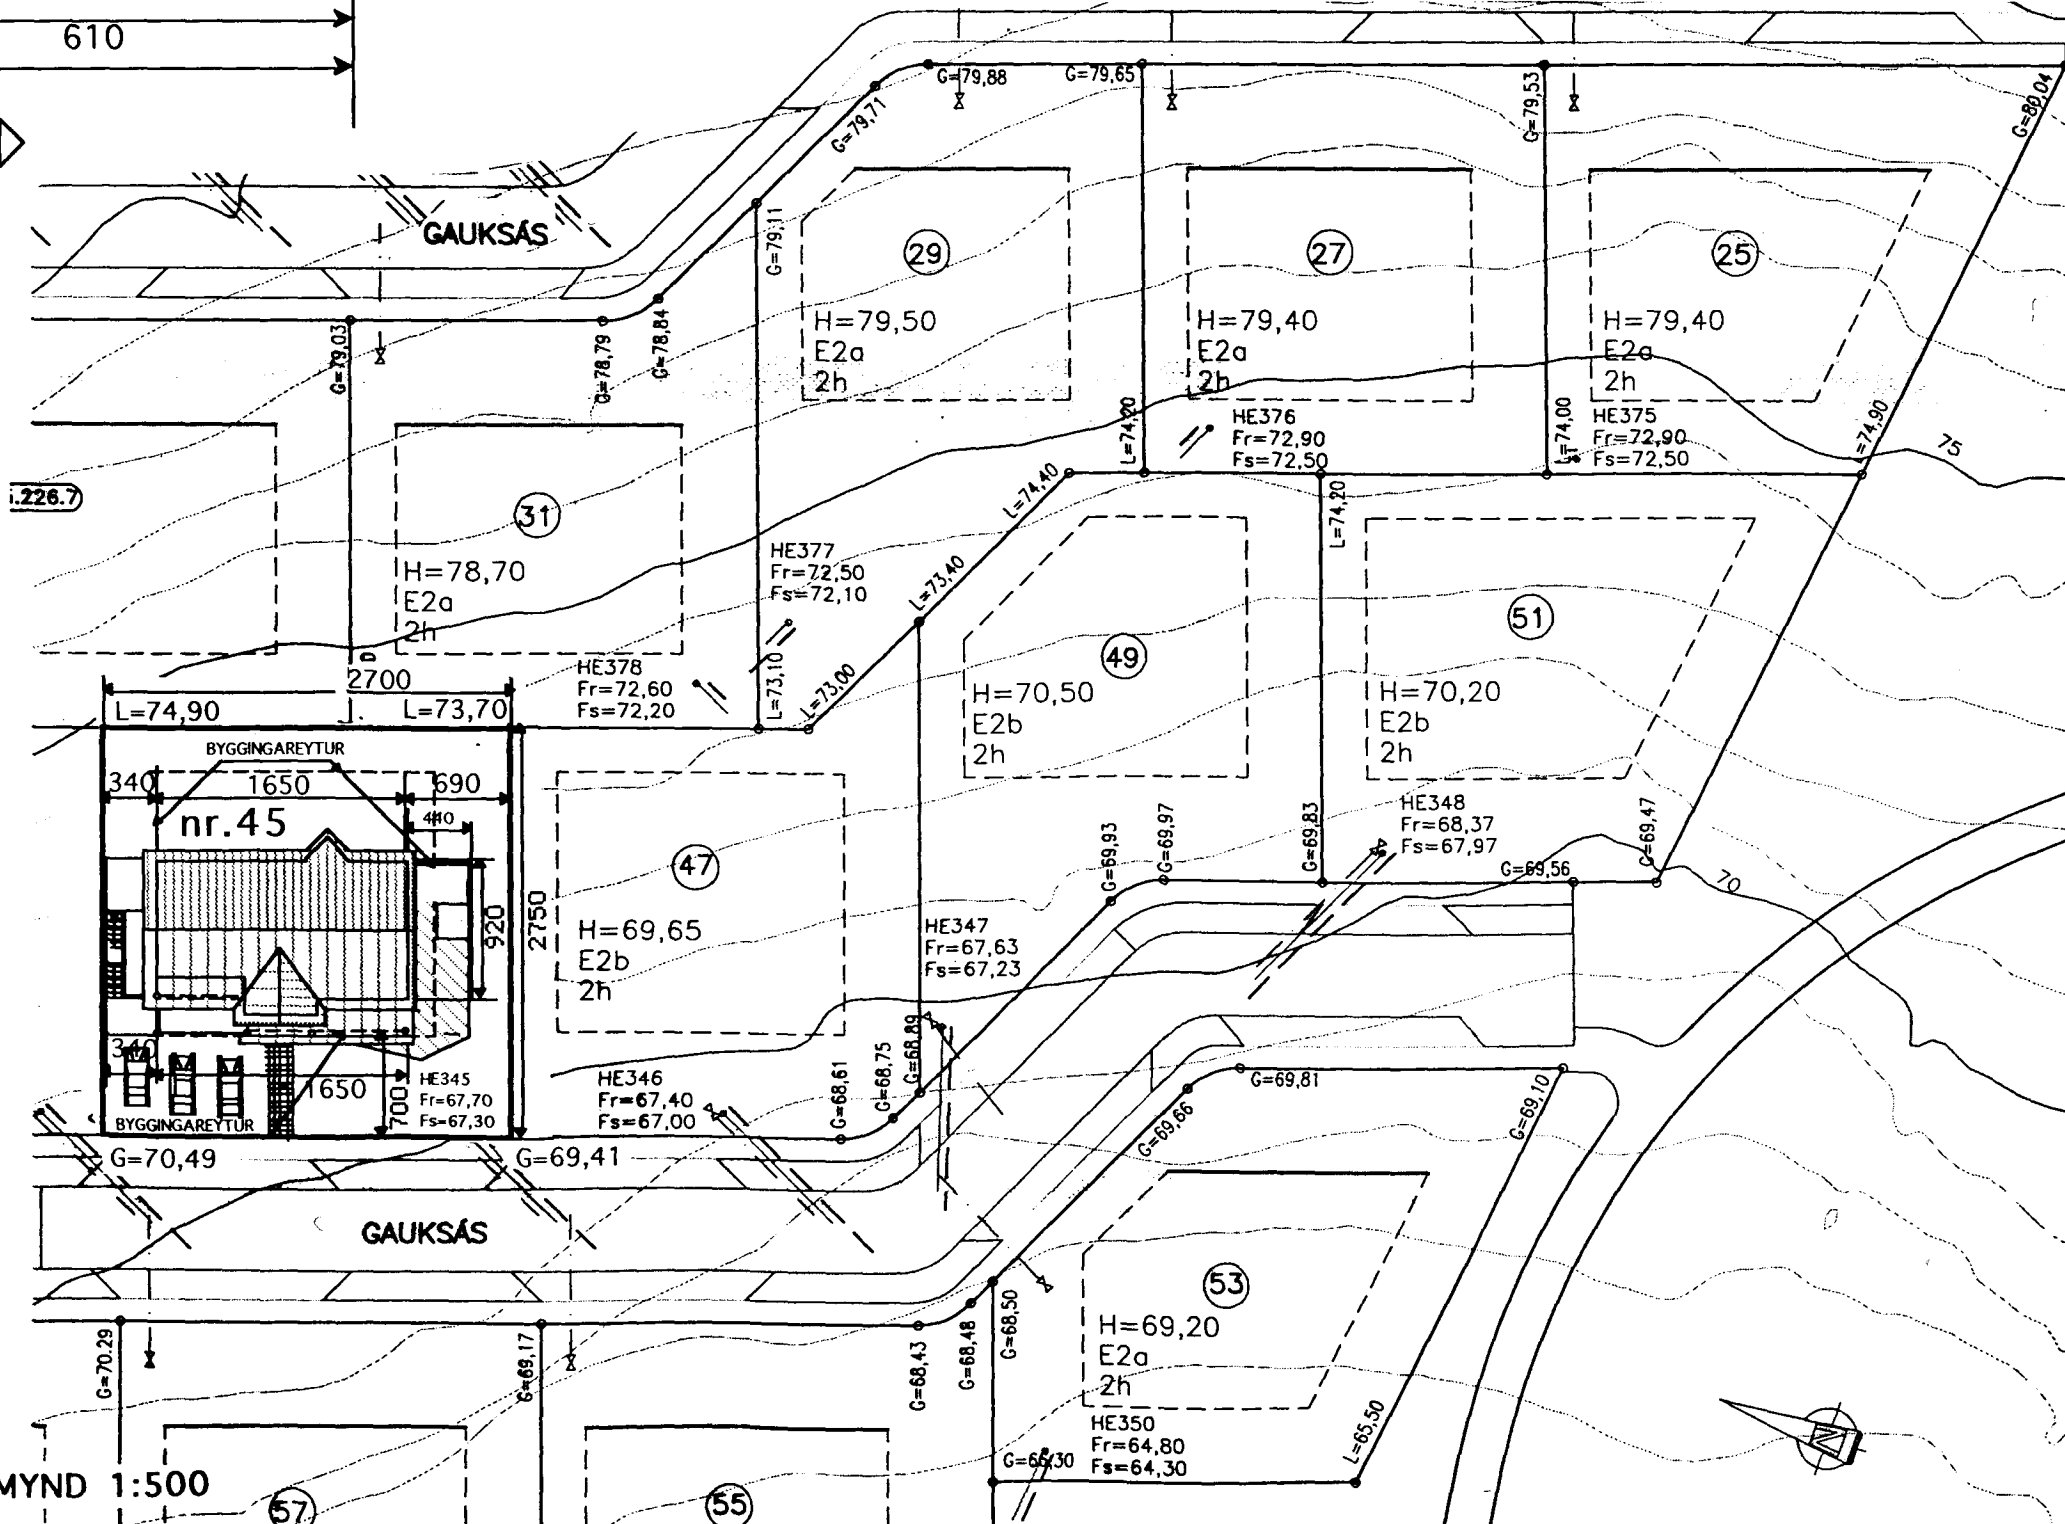 610
G=79,88
G=79,65
G=79,53
G=80,04
G=79,71
GAUKSÁS
G=79,11
29
27
25
H=79,50
E2a
2h
H=79,40
E2a
2h
H=79,40
E2a
2h
G=79,03
G=78,79
G=78,84
L=74,20
HE376
Fr=72,90
Fs=72,50
L=74,00
HE375
Fr=72,90
Fs=72,50
L=74,90
75
.226.7
31
L=74,40
L=74,20
HE377
Fr=72,50
Fs=72,10
H=78,70
E2a
2h
L=73,40
51
49
D
2700
HE378
Fr=72,60
Fs=72,20
L=73,10
L=73,00
H=70,50
E2b
2h
H=70,20
E2b
2h
L=74,90
L=73,70
BYGGINGAREYTUR
340
1650
690
440
nr.45
47
G=69,93
G=69,97
G=69,83
HE348
Fr=68,37
Fs=67,97
G=69,47
G=69,56
70
920
2750
H=69,65
E2b
2h
HE347
Fr=67,63
Fs=67,23
340
1650
700
HE345
Fr=67,70
Fs=67,30
BYGGINGAREYTUR
HE346
Fr=67,40
Fs=67,00
G=68,61
G=68,75
G=68,89
G=69,81
G=69,66
G=69,10
G=70,49
G=69,41
GAUKSÁS
53
H=69,20
E2a
2h
G=70.29
G=69,17
G=68,43
G=68,48
G=68,50
HE350
Fr=64,80
Fs=64,30
L=65,50
N
MYND 1:500
57
55